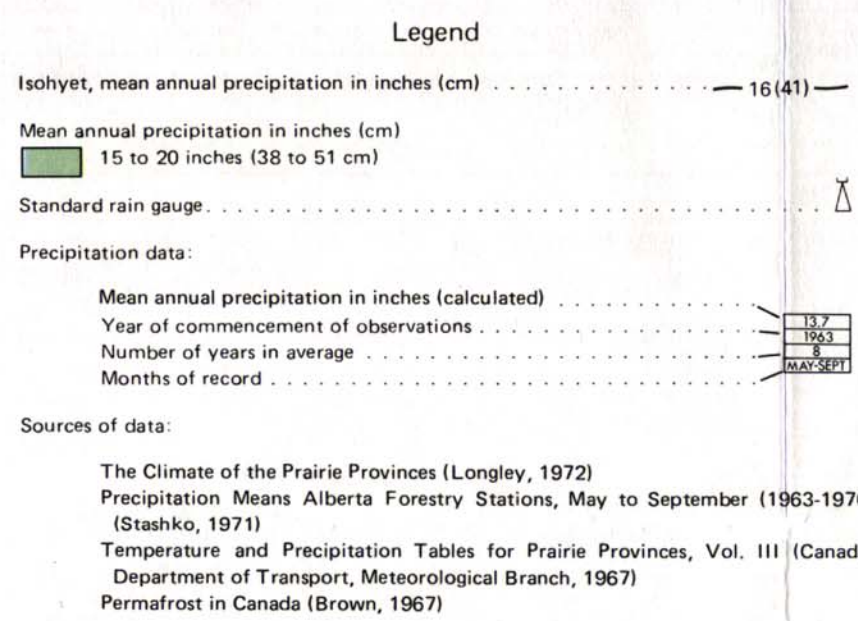 Legend
Isohyet, mean annual precipitation in inches (cm) . . . . . . . . . . . . . . . — 16(41) —
Mean annual precipitation in inches (cm)
15 to 20 inches (38 to 51 cm)
Standard rain gauge. . . . . . . . . . . . . . . . . . . . . . . . . . . . . . . . . . .
Precipitation data:
Mean annual precipitation in inches (calculated) . . . . . . . . . . . 13.7
Year of commencement of observations . . . . . . . . . . . . . . . 1963
Number of years in average . . . . . . . . . . . . . . . . . . . . . . 8
Months of record . . . . . . . . . . . . . . . . . . . . . . . . . . . . MAY-SEPT
Sources of data:
The Climate of the Prairie Provinces (Longley, 1972)
Precipitation Means Alberta Forestry Stations, May to September (1963-197
(Stashko, 1971)
Temperature and Precipitation Tables for Prairie Provinces, Vol. III (Canad
Department of Transport, Meteorological Branch, 1967)
Permafrost in Canada (Brown, 1967)